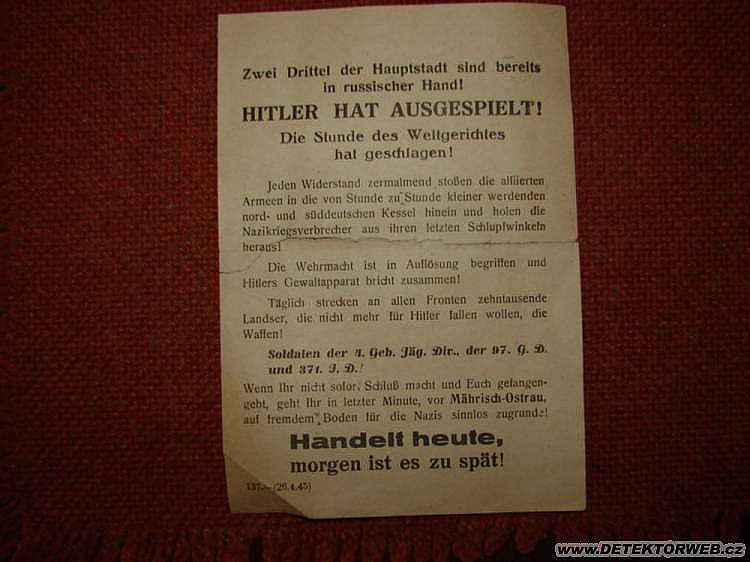 Zwei Drittel der Hauptstadt sind bereits
in russischer Hand!
HITLER HAT AUSGESPIELT!
Die Stunde des Weltgerichtes
hat geschlagen!
Jeden Widerstand zermalmend stoßen die alliierten
Armeen in die von Stunde zu Stunde kleiner werdenden
nord- und süddeutschen Kessel hinein und holen die
Nazikriegsverbrecher aus ihren letzten Schlupfwinkeln
heraus!
Die Wehrmacht ist in Auflösung begriffen und
Hitlers Gewaltapparat bricht zusammen!
Täglich strecken an allen Fronten zehntausende
Landser, die nicht mehr für Hitler fallen wollen, die
Waffen!
Soldaten der 4. Geb. Jäg. Div., der 97. G. D.
und 371. J. D.!
Wenn Ihr nicht sofor. Schluß macht und Euch gefangen-
gebt, geht Ihr in letzter Minute, vor Mährisch-Ostrau,
auf fremdem Boden für die Nazis sinnlos zugrunde!
Handelt heute,
morgen ist es zu spät!
(26.4.45)
www.DETEKTORWEB.cz